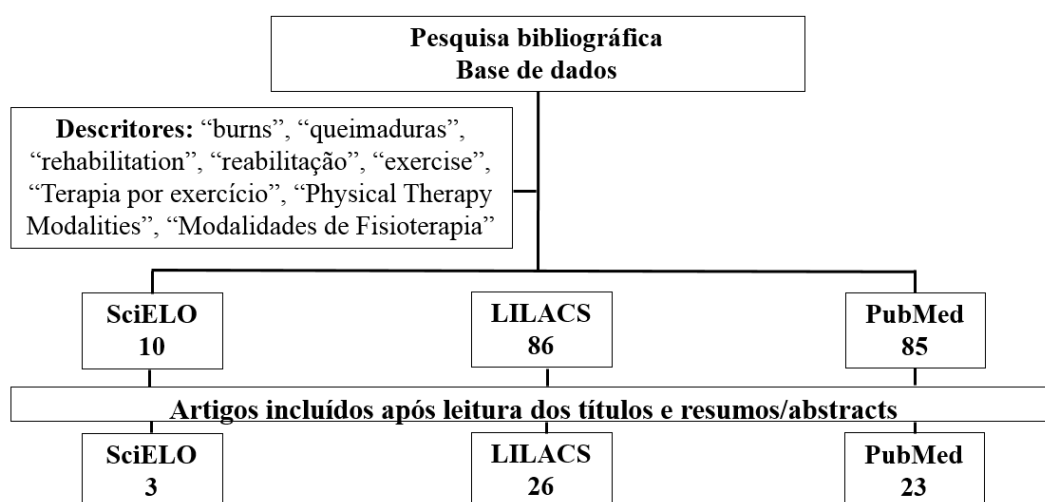 Pesquisa bibliográfica
Base de dados
Descritores: “burns”, “queimaduras”,
“rehabilitation”, “reabilitação”, “exercise”,
“Terapia por exercício”, “Physical Therapy
Modalities”, “Modalidades de Fisioterapia”
SciELO
10
LILACS
86
PubMed
85
Artigos incluídos após leitura dos títulos e resumos/abstracts
SciELO
3
LILACS
26
PubMed
23